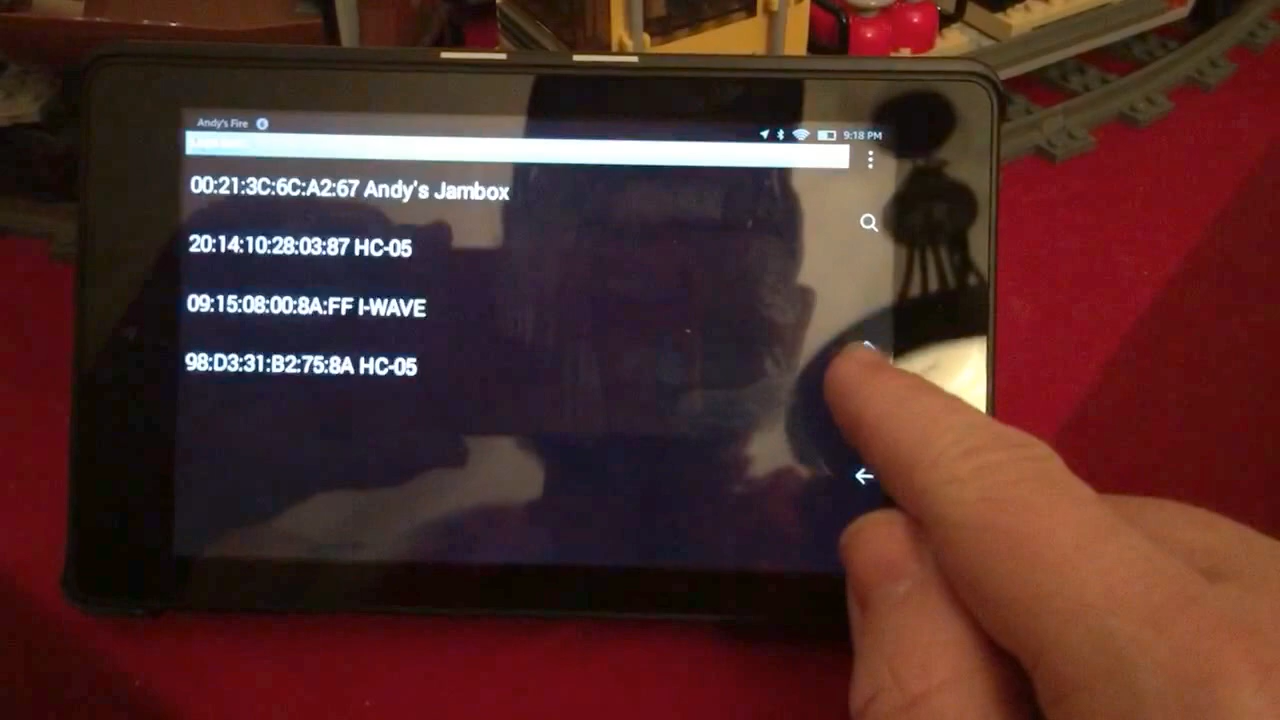 Andy's Fire
9:18 PM
00:21:3C:6C:A2:67 Andy's Jambox
20:14:10:28:03:87 HC-05
09:15:08:00:8A:FF I-WAVE
98:D3:31:B2:75:8A HC-05